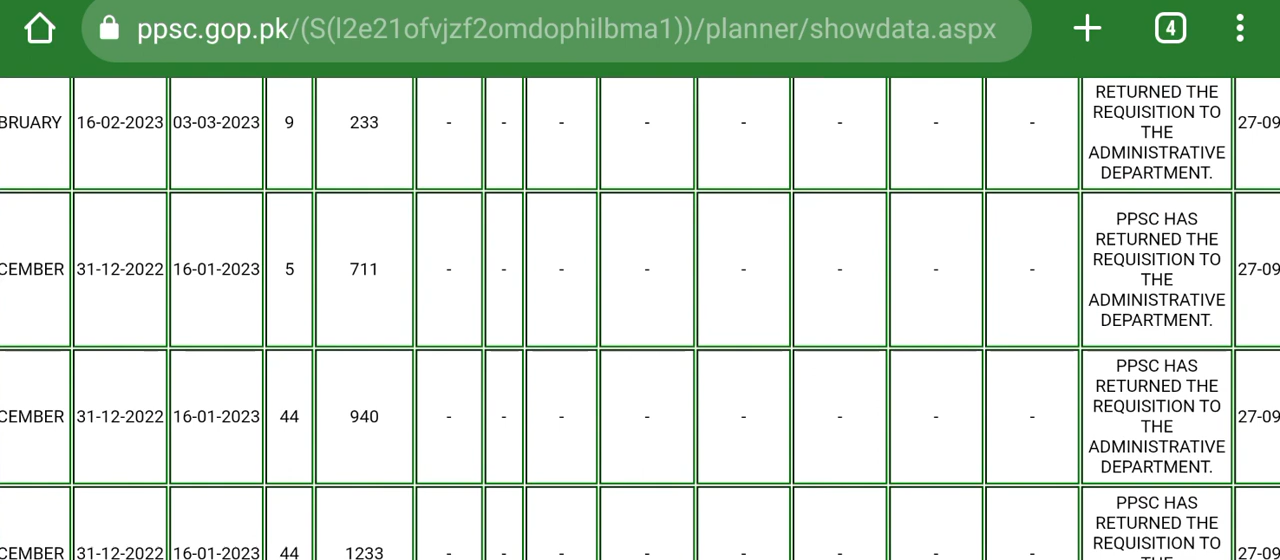 ppsc.gop.pk/(S(l2e21ofvjzf2omdophilbma1))/planner/showdata.aspx
4
BRUARY 16-02-2023 03-03-2023 9 233 - - - - - - - - RETURNED THE
REQUISITION TO
THE
ADMINISTRATIVE
DEPARTMENT. 27-09
CEMBER 31-12-2022 16-01-2023 5 711 - - - - - - - - PPSC HAS
RETURNED THE
REQUISITION TO
THE
ADMINISTRATIVE
DEPARTMENT. 27-09
CEMBER 31-12-2022 16-01-2023 44 940 - - - - - - - - PPSC HAS
RETURNED THE
REQUISITION TO
THE
ADMINISTRATIVE
DEPARTMENT. 27-09
CEMBER 31-12-2022 16-01-2023 44 1233 - - - - - - - - PPSC HAS
RETURNED THE
REQUISITION TO
THE 27-09